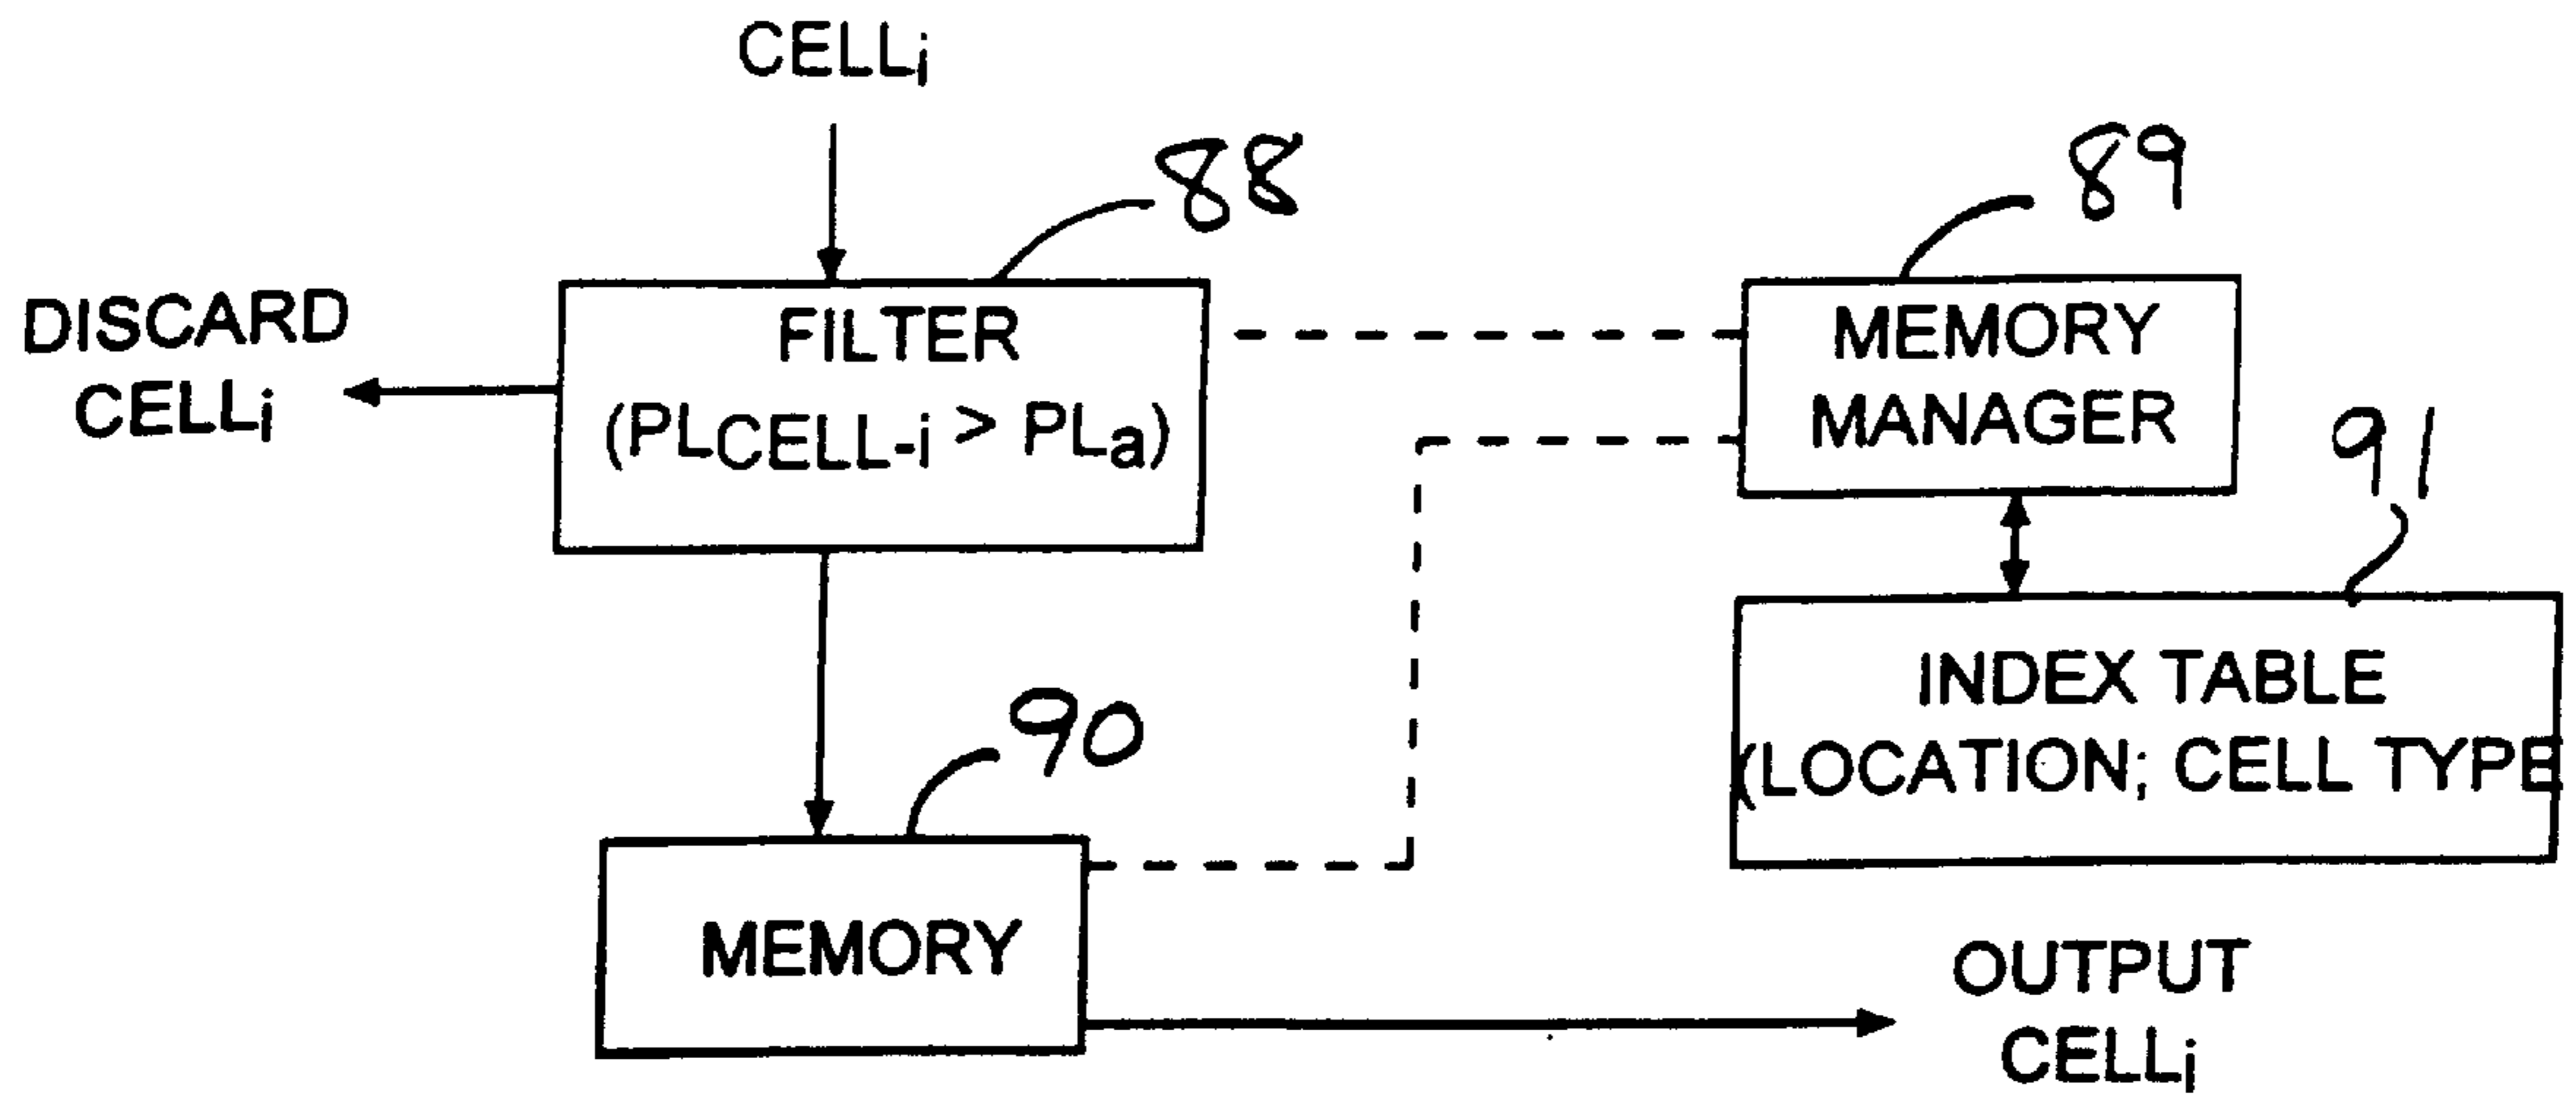 CELLi
88
89
DISCARD
CELLi
FILTER
(PLCELL-i > PLa)
MEMORY
MANAGER
91
INDEX TABLE
(LOCATION; CELL TYPE
90
MEMORY
OUTPUT
CELLi